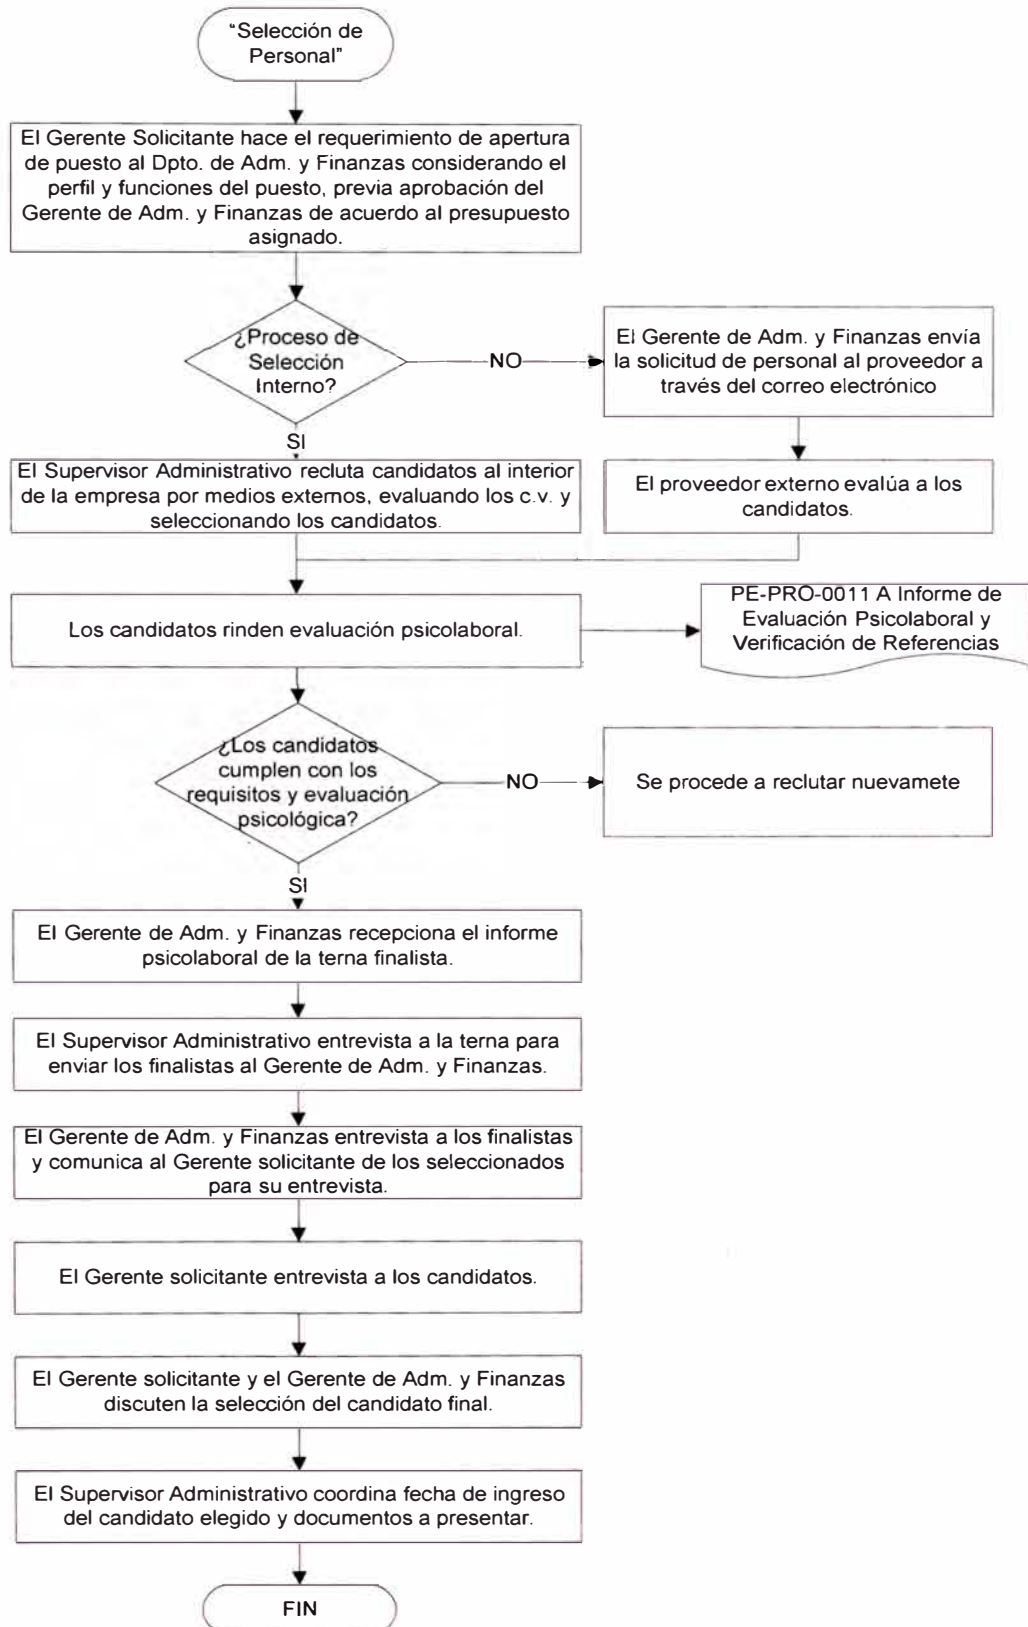 “Selección de
Personal”
El Gerente Solicitante hace el requerimiento de apertura
de puesto al Dpto. de Adm. y Finanzas considerando el
perfil y funciones del puesto, previa aprobación del
Gerente de Adm. y Finanzas de acuerdo al presupuesto
asignado.
¿Proceso de
Selección
Interno?
NO
El Gerente de Adm. y Finanzas envía
la solicitud de personal al proveedor a
través del correo electrónico
SI
El Supervisor Administrativo recluta candidatos al interior
de la empresa por medios externos, evaluando los c.v. y
seleccionando los candidatos.
El proveedor externo evalúa a los
candidatos.
Los candidatos rinden evaluación psicolaboral.
PE-PRO-0011 A Informe de
Evaluación Psicolaboral y
Verificación de Referencias
¿Los candidatos
cumplen con los
requisitos y evaluación
psicológica?
NO
Se procede a reclutar nuevamete
SI
El Gerente de Adm. y Finanzas recepciona el informe
psicolaboral de la terna finalista.
El Supervisor Administrativo entrevista a la terna para
enviar los finalistas al Gerente de Adm. y Finanzas.
El Gerente de Adm. y Finanzas entrevista a los finalistas
y comunica al Gerente solicitante de los seleccionados
para su entrevista.
El Gerente solicitante entrevista a los candidatos.
El Gerente solicitante y el Gerente de Adm. y Finanzas
discuten la selección del candidato final.
El Supervisor Administrativo coordina fecha de ingreso
del candidato elegido y documentos a presentar.
FIN